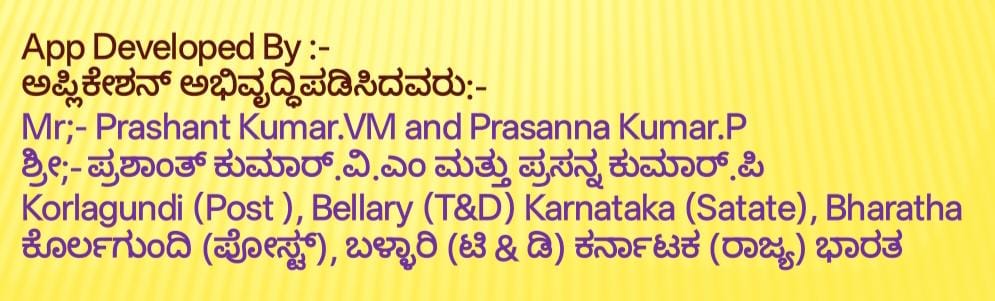 App Developed By :-
ಅಪ್ಲಿಕೇಶನ್ ಅಭಿವೃದ್ಧಿಪಡಿಸಿದವರು:-
Mr;- Prashant Kumar.VM and Prasanna Kumar.P
ಶ್ರೀ;- ಪ್ರಶಾಂತ್ ಕುಮಾರ್.ವಿ.ಎಂ ಮತ್ತು ಪ್ರಸನ್ನ ಕುಮಾರ್.ಪಿ
Korlagundi (Post ), Bellary (T&D) Karnataka (Satate), Bharatha
ಕೊರ್ಲಗುಂದಿ (ಪೋಸ್ಟ್), ಬಳ್ಳಾರಿ (ಟಿ & ಡಿ) ಕರ್ನಾಟಕ (ರಾಜ್ಯ) ಭಾರತ